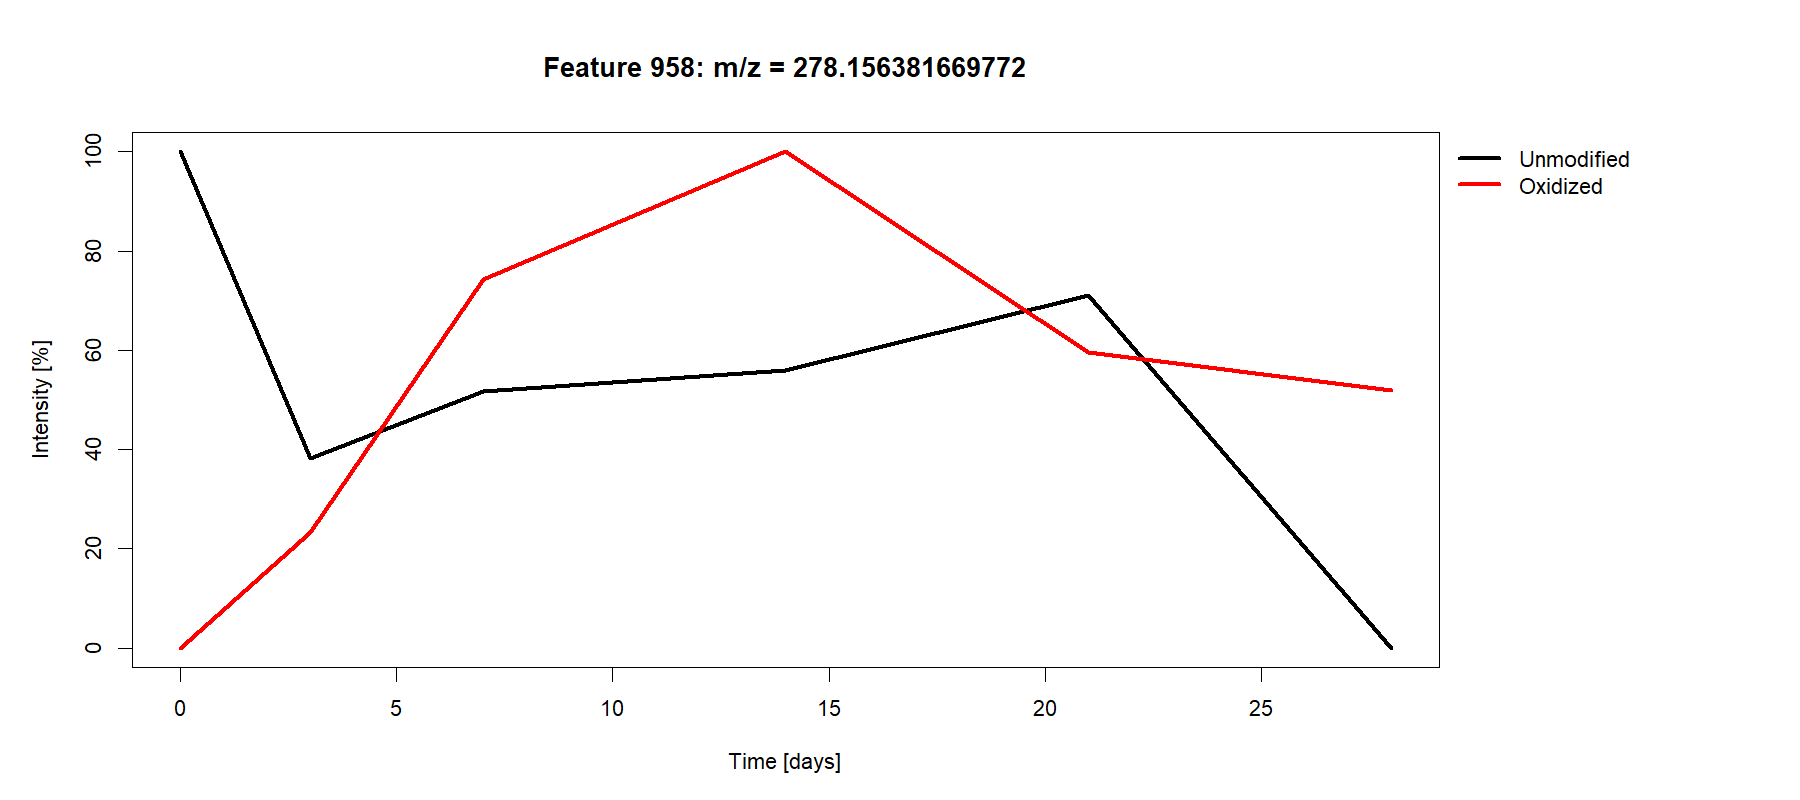 Feature 958: m/z = 278.156381669772
Unmodified
Oxidized
Intensity [%]
100
80
60
40
20
0
0 5 10 15 20 25
Time [days]